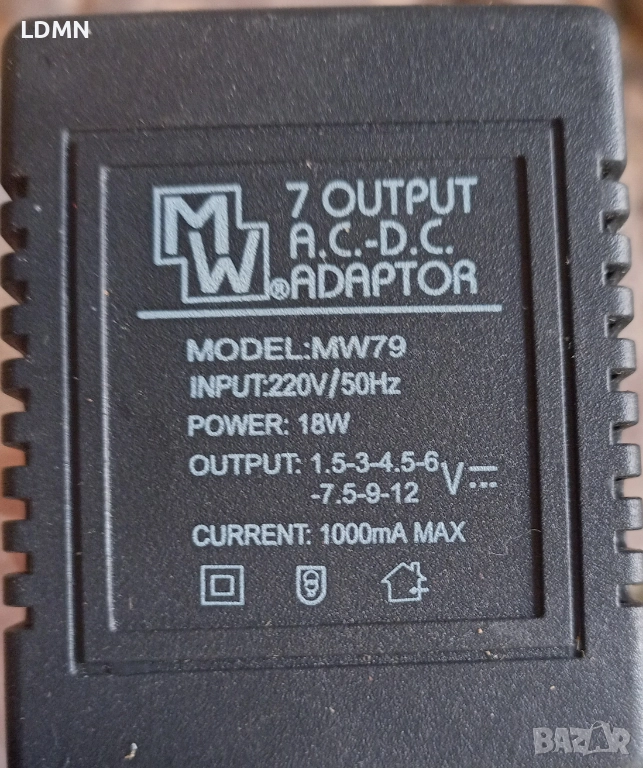 LDMN
MW®
7 OUTPUT
A.C.-D.C.
ADAPTOR
MODEL:MW79
INPUT:220V/50Hz
POWER: 18W
OUTPUT: 1.5-3-4.5-6
-7.5-9-12 V
CURRENT: 1000mA MAX
BAZAR